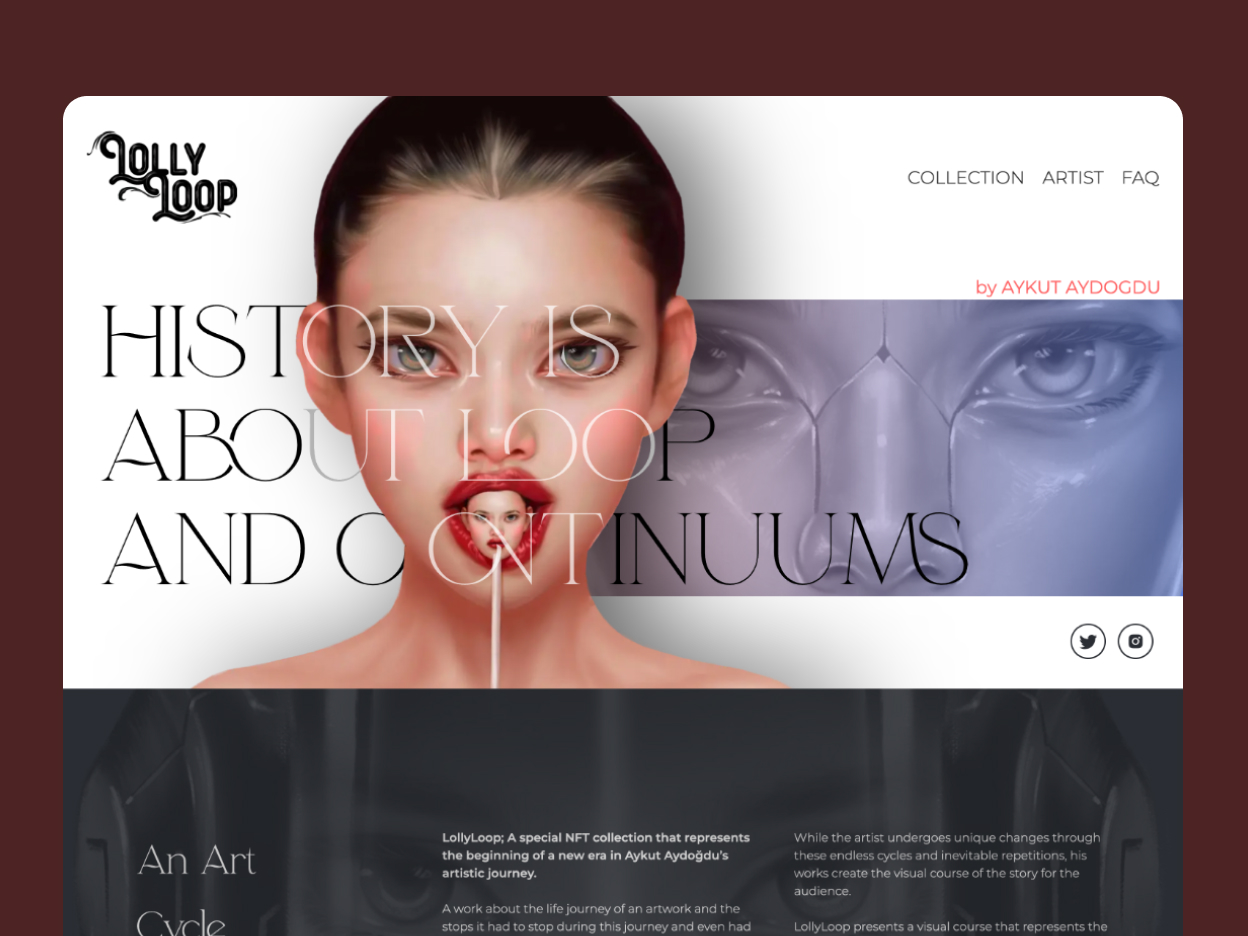 LOLLY
LOOP
COLLECTION ARTIST FAQ
by AYKUT AYDOGDU
HISTORY IS
ABOUT LOOP
AND CONTINUUMS
An Art
Cycle
LollyLoop; A special NFT collection that represents
the beginning of a new era in Aykut Aydoğdu's
artistic journey.
A work about the life journey of an artwork and the
stops it had to stop during this journey and even had
While the artist undergoes unique changes through
these endless cycles and inevitable repetitions, his
works create the visual course of the story for the
audience.
LollyLoop presents a visual course that represents the